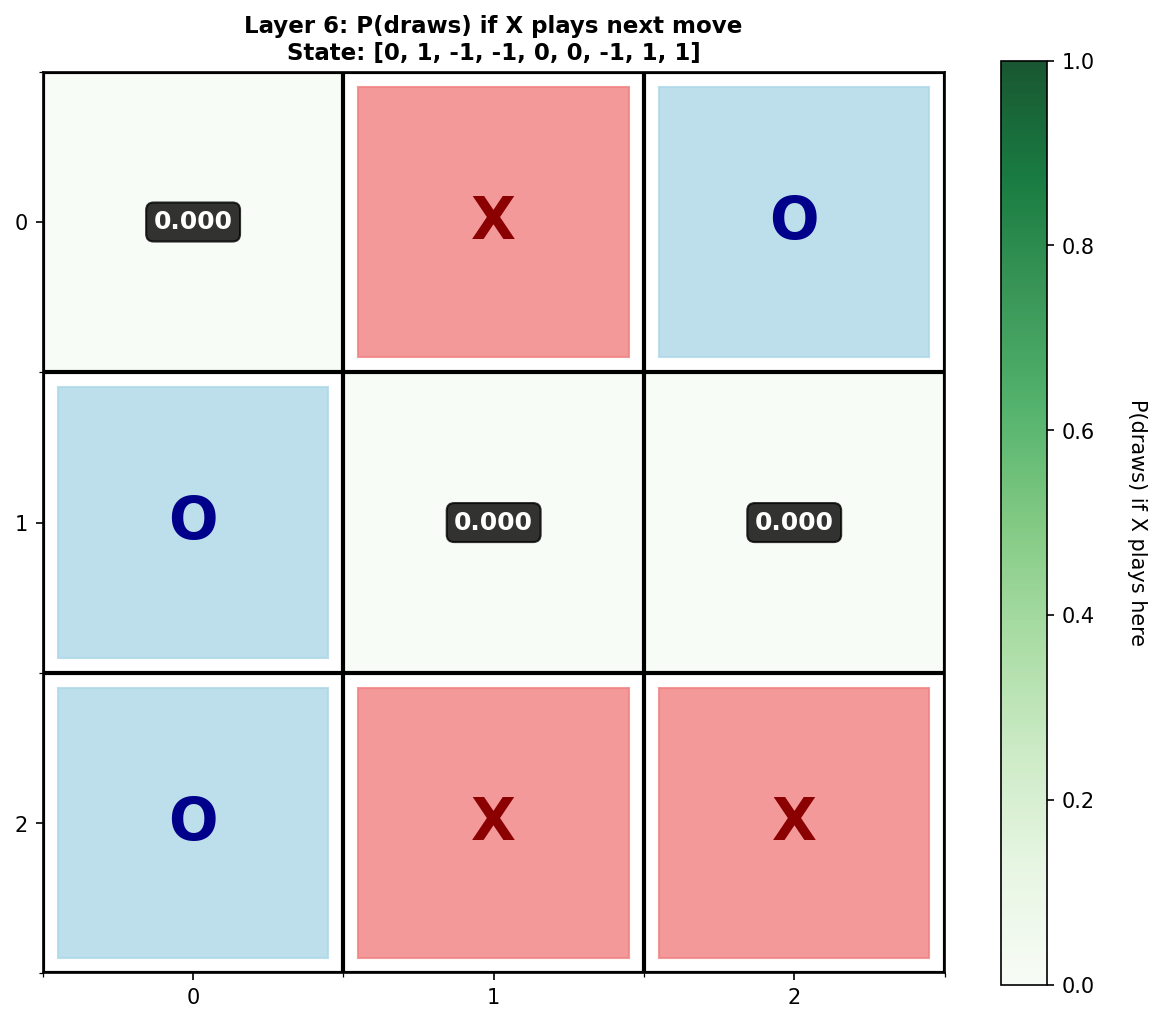 Layer 6: P(draws) if X plays next move
State: [0, 1, -1, -1, 0, 0, -1, 1, 1]
0
0.000
X
O
1
O
0.000
0.000
2
O
X
X
0
1
2
1.0
0.8
0.6
0.4
0.2
0.0
P(draws) if X plays here